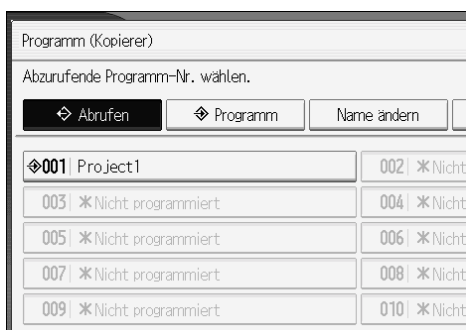 Programm (Kopierer)
Abzurufende Programm-Nr. wählen.
Abrufen Programm Name ändern
001 Project1 002 ✱Nicht
003 ✱Nicht programmiert 004 ✱Nicht
005 ✱Nicht programmiert 006 ✱Nicht
007 ✱Nicht programmiert 008 ✱Nicht
009 ✱Nicht programmiert 010 ✱Nicht